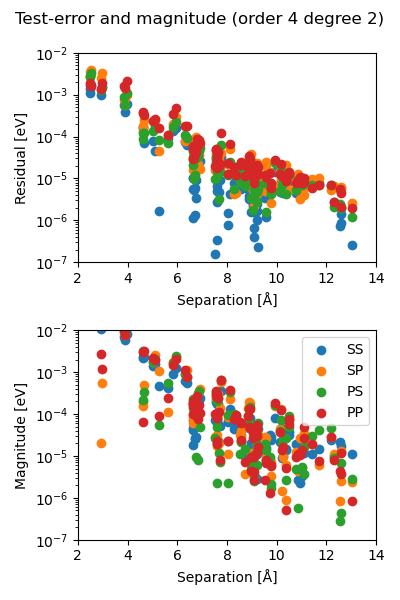 Test-error and magnitude (order 4 degree 2)
10⁻²
10⁻³
10⁻⁴
10⁻⁵
10⁻⁶
10⁻⁷
Residual [eV]
2 4 6 8 10 12 14
Separation [Å]
10⁻²
10⁻³
10⁻⁴
10⁻⁵
10⁻⁶
10⁻⁷
Magnitude [eV]
SS
SP
PS
PP
2 4 6 8 10 12 14
Separation [Å]